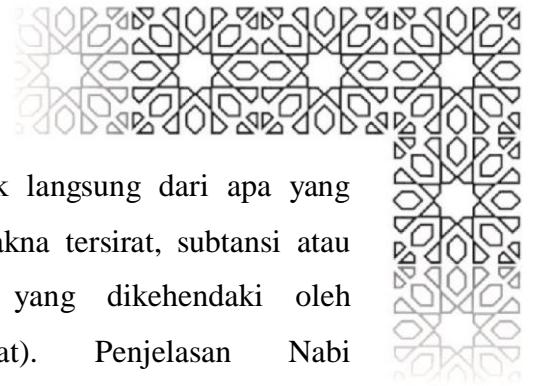 k langsung dari apa yang
akna tersirat, subtansi atau
yang dikehendaki oleh
at). Penjelasan Nabi